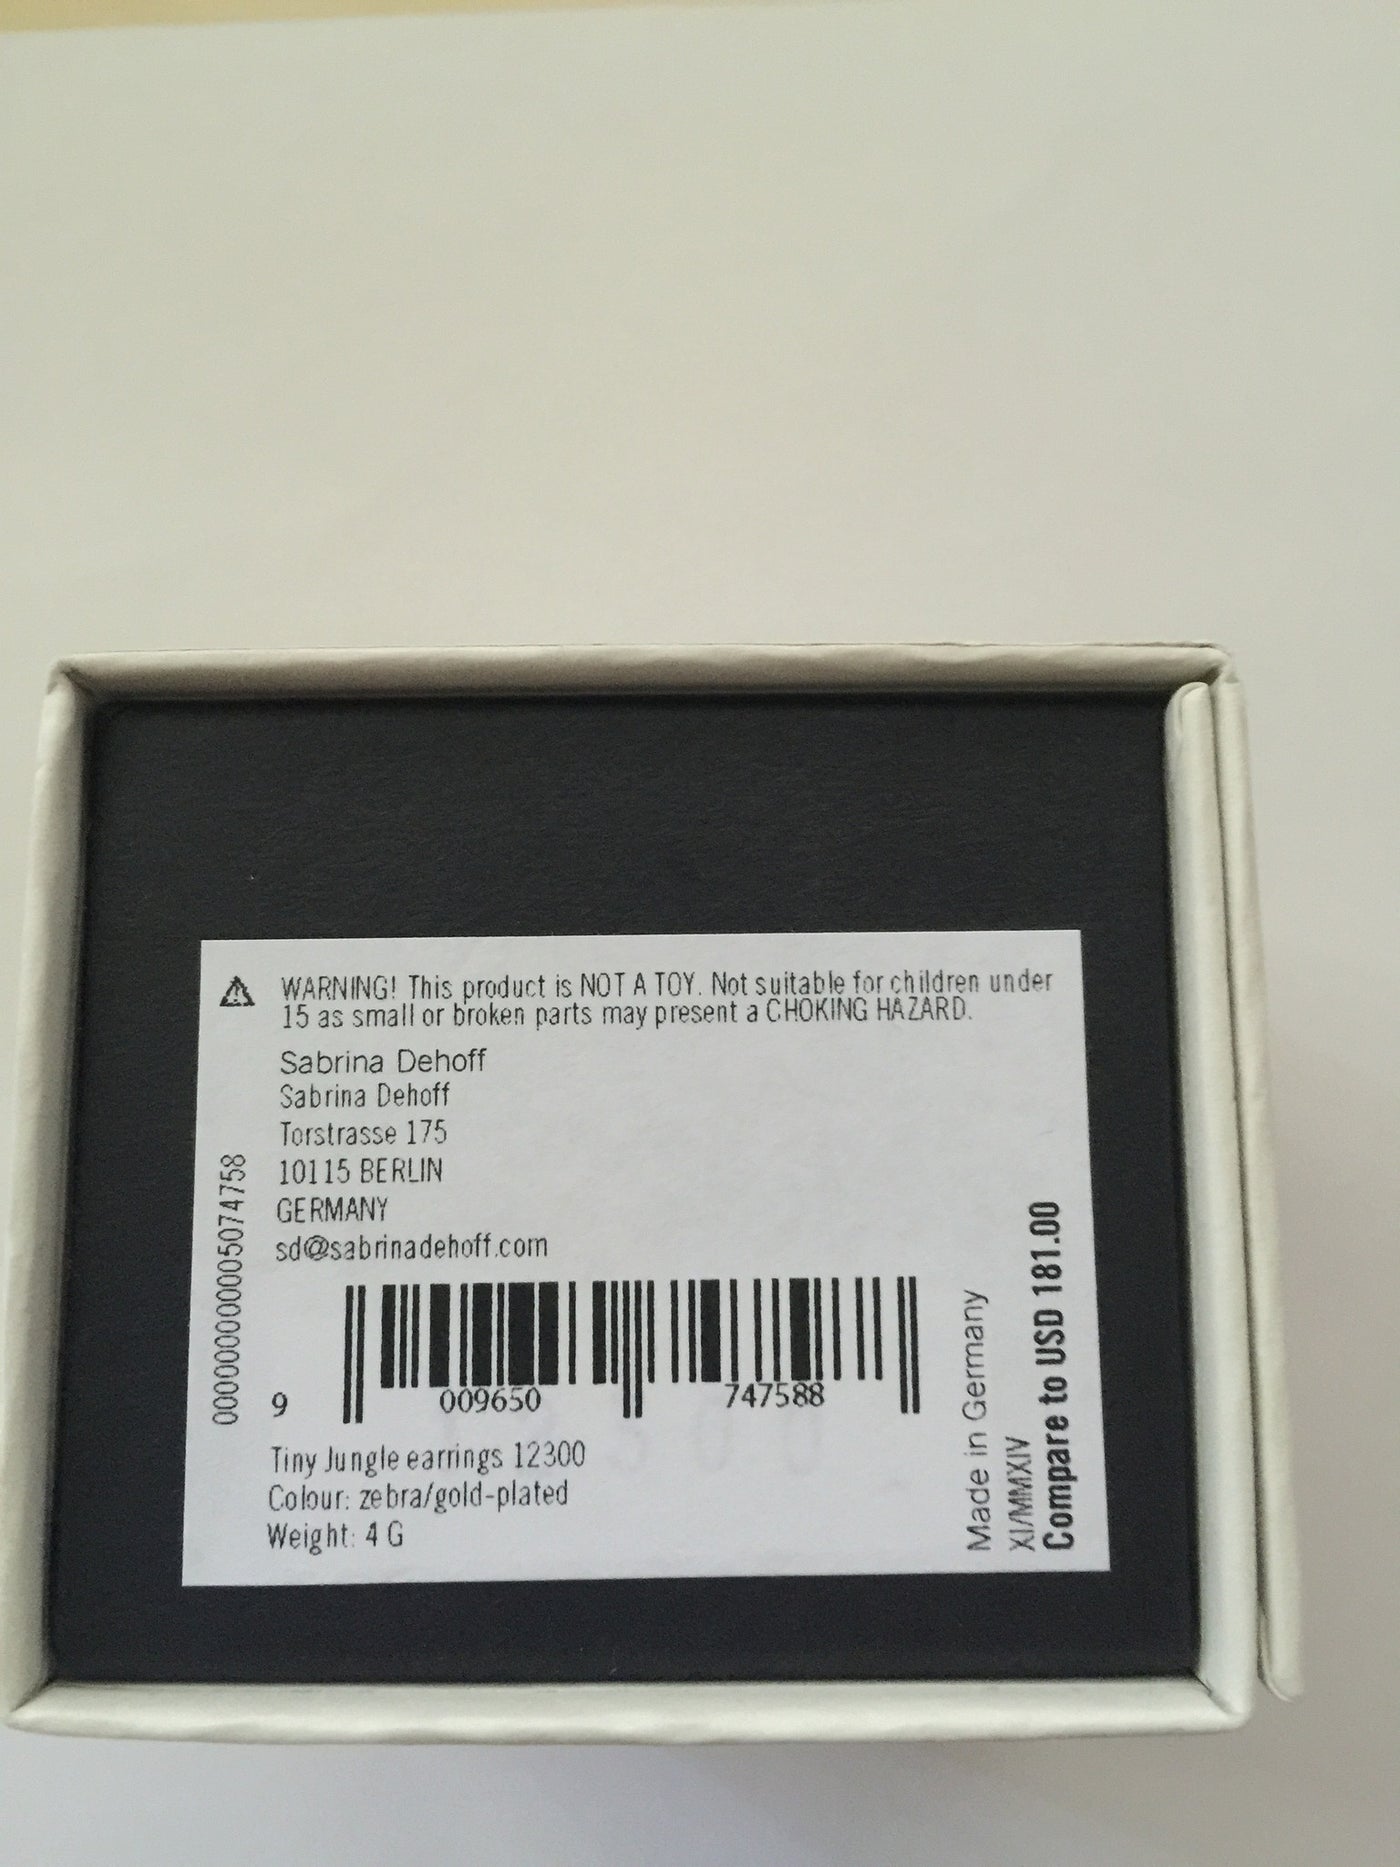 WARNING! This product is NOT A TOY. Not suitable for children under
15 as small or broken parts may present a CHOKING HAZARD.
Sabrina Dehoff
Sabrina Dehoff
Torstrasse 175
10115 BERLIN
GERMANY
sd@sabrinadehoff.com
9 009650 747588
Tiny Jungle earrings 12300
Colour: zebra/gold-plated
Weight: 4 G
Made in Germany
XI/MMXIV
Compare to USD 181.00